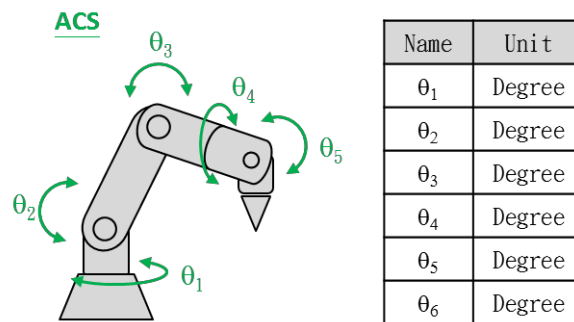 ACS
θ3
θ4
θ5
θ2
θ1
Name Unit
θ1 Degree
θ2 Degree
θ3 Degree
θ4 Degree
θ5 Degree
θ6 Degree